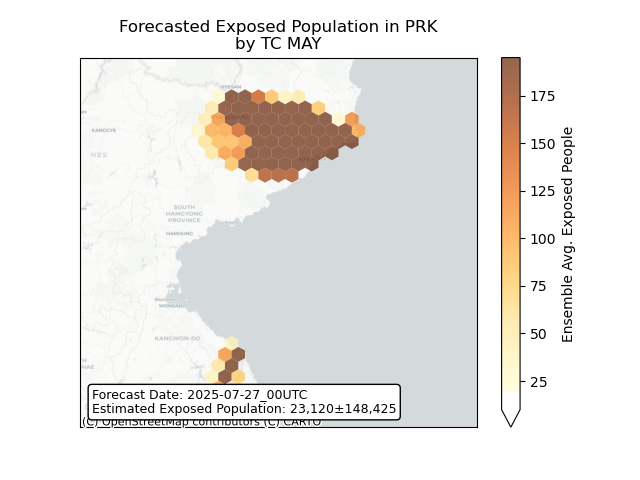 Forecasted Exposed Population in PRK
by TC MAY
HYESAN
KANGGYE
SOUTH
HAMGYONG
PROVINCE
HAMHUNG
WONSAN
KANGWON-DO
HAE
175
150
125
100
75
50
25
Ensemble Avg. Exposed People
Forecast Date: 2025-07-27_00UTC
Estimated Exposed Population: 23,120±148,425
(C) OpenStreetMap contributors (C) CARTO